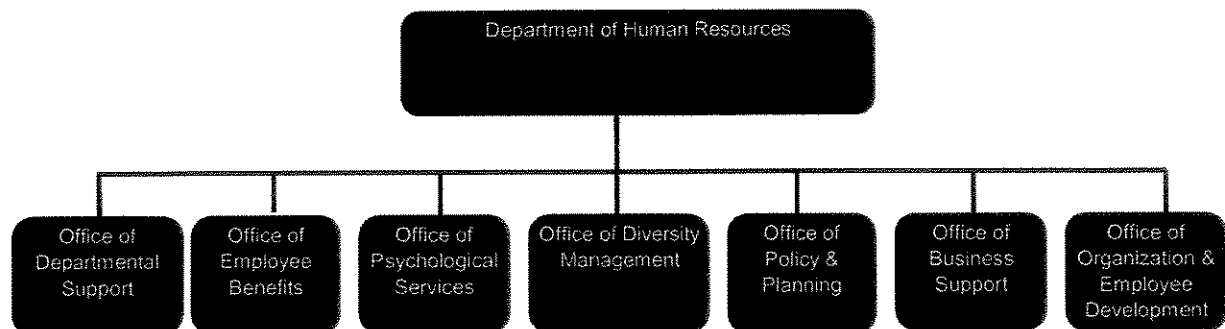 Department of Human Resources
Office of
Departmental
Support
Office of
Employee
Benefits
Office of
Psychological
Services
Office of Diversity
Management
Office of
Policy &
Planning
Office of
Business
Support
Office of
Organization &
Employee
Development